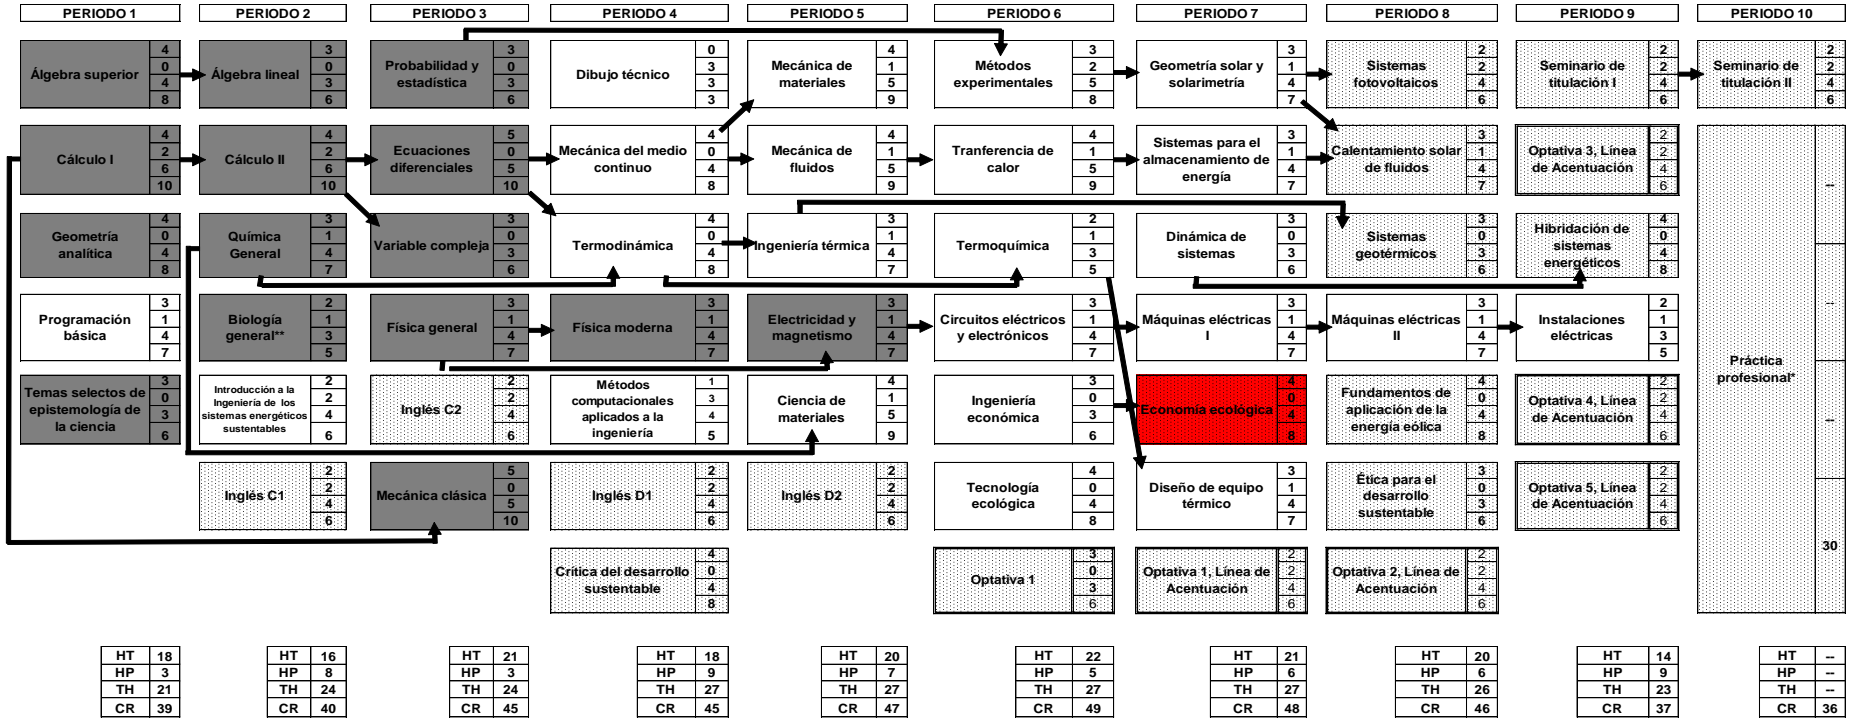 PERIODO 1
PERIODO 2
PERIODO 3
PERIODO 4
PERIODO 5
PERIODO 6
PERIODO 7
PERIODO 8
PERIODO 9
PERIODO 10
Álgebra superior
4
0
4
8
Álgebra lineal
3
0
3
6
Probabilidad y
estadística
3
0
3
6
Dibujo técnico
0
3
3
3
Mecánica de
materiales
4
1
5
9
Métodos
experimentales
3
2
5
8
Geometría solar y
solarimetría
3
1
4
7
Sistemas
fotovoltaicos
2
2
4
6
Seminario de
titulación I
2
2
4
6
Seminario de
titulación II
2
2
4
6
Cálculo I
4
2
6
10
Cálculo II
4
2
6
10
Ecuaciones
diferenciales
5
0
5
10
Mecánica del medio
continuo
4
0
4
8
Mecánica de
fluidos
4
1
5
9
Tranferencia de
calor
4
1
5
9
Sistemas para el
almacenamiento de
energía
3
1
4
7
Calentamiento solar
de fluidos
3
1
4
7
Optativa 3, Línea
de Acentuación
2
2
4
6
Práctica
profesional*
--
--
--
30
Geometría
analítica
4
0
4
8
Química
General
3
1
4
7
Variable compleja
3
0
3
6
Termodinámica
4
0
4
8
Ingeniería térmica
3
1
4
7
Termoquímica
2
1
3
5
Dinámica de
sistemas
3
0
3
6
Sistemas
geotérmicos
3
0
3
6
Hibridación de
sistemas
energéticos
4
0
4
8
Programación
básica
3
1
4
7
Biología
general**
2
1
3
5
Física general
3
1
4
7
Física moderna
3
1
4
7
Electricidad y
magnetismo
3
1
4
7
Circuitos eléctricos
y electrónicos
3
1
4
7
Máquinas eléctricas
I
3
1
4
7
Máquinas eléctricas
II
3
1
4
7
Instalaciones
eléctricas
2
1
3
5
Temas selectos de
epistemología de
la ciencia
3
0
3
6
Introducción a la
Ingeniería de los
sistemas energéticos
sustentables
2
2
4
6
Inglés C2
2
2
4
6
Métodos
computacionales
aplicados a la
ingeniería
1
3
4
5
Ciencia de
materiales
4
1
5
9
Ingeniería
económica
3
0
3
6
Economía ecológica
4
0
4
8
Fundamentos de
aplicación de la
energía eólica
4
0
4
8
Optativa 4, Línea
de Acentuación
2
2
4
6
Inglés C1
2
2
4
6
Mecánica clásica
5
0
5
10
Inglés D1
2
2
4
6
Inglés D2
2
2
4
6
Tecnología
ecológica
4
0
4
8
Diseño de equipo
térmico
3
1
4
7
Ética para el
desarrollo
sustentable
3
0
3
6
Optativa 5, Línea
de Acentuación
2
2
4
6
Crítica del desarrollo
sustentable
4
0
4
8
Optativa 1
3
0
3
6
Optativa 1, Línea de
Acentuación
2
2
4
6
Optativa 2, Línea de
Acentuación
2
2
4
6
HT 18
HP 3
TH 21
CR 39
HT 16
HP 8
TH 24
CR 40
HT 21
HP 3
TH 24
CR 45
HT 18
HP 9
TH 27
CR 45
HT 20
HP 7
TH 27
CR 47
HT 22
HP 5
TH 27
CR 49
HT 21
HP 6
TH 27
CR 48
HT 20
HP 6
TH 26
CR 46
HT 14
HP 9
TH 23
CR 37
HT --
HP --
TH --
CR 36